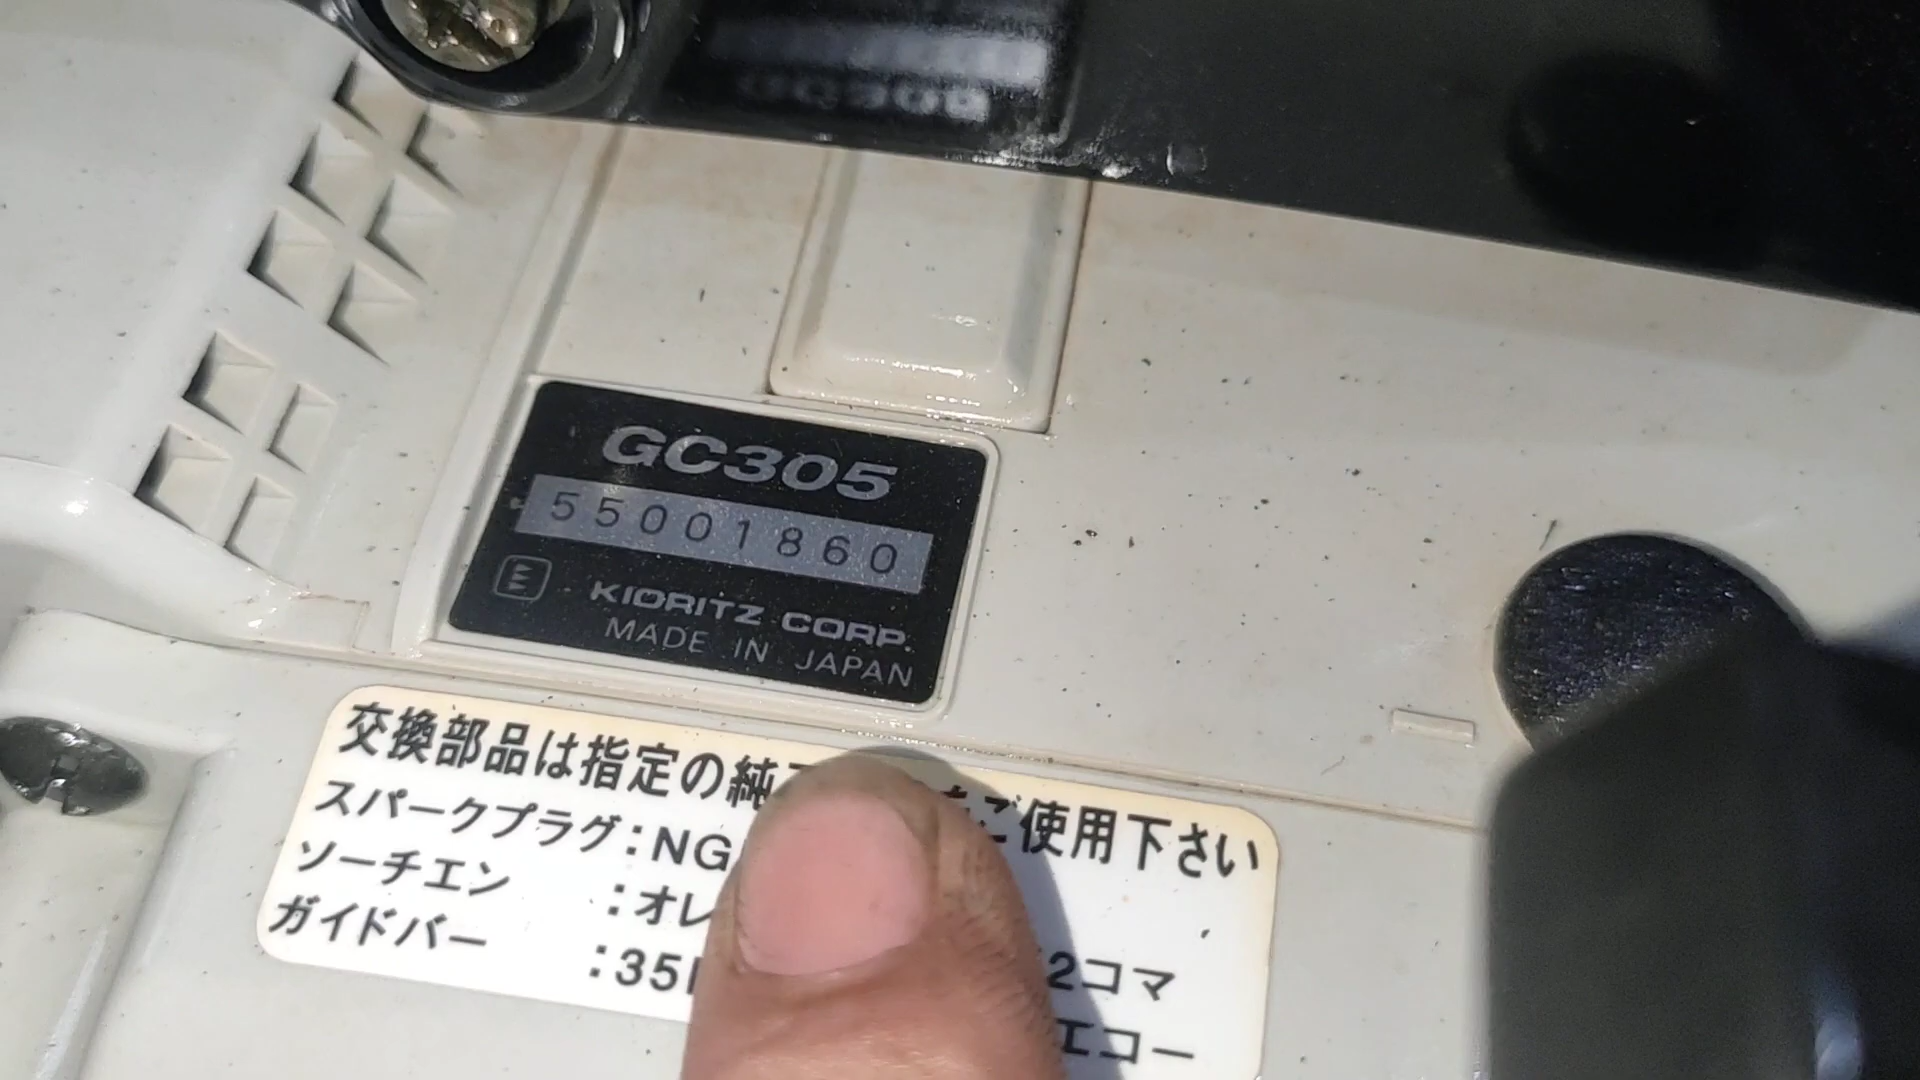 GC305
55001860
KIORITZ CORP.
MADE IN JAPAN
交換部品は指定の純 をご使用下さい
スパークプラグ:NG
ソーチエン :オレ 2コマ
ガイドバー :35 エコー